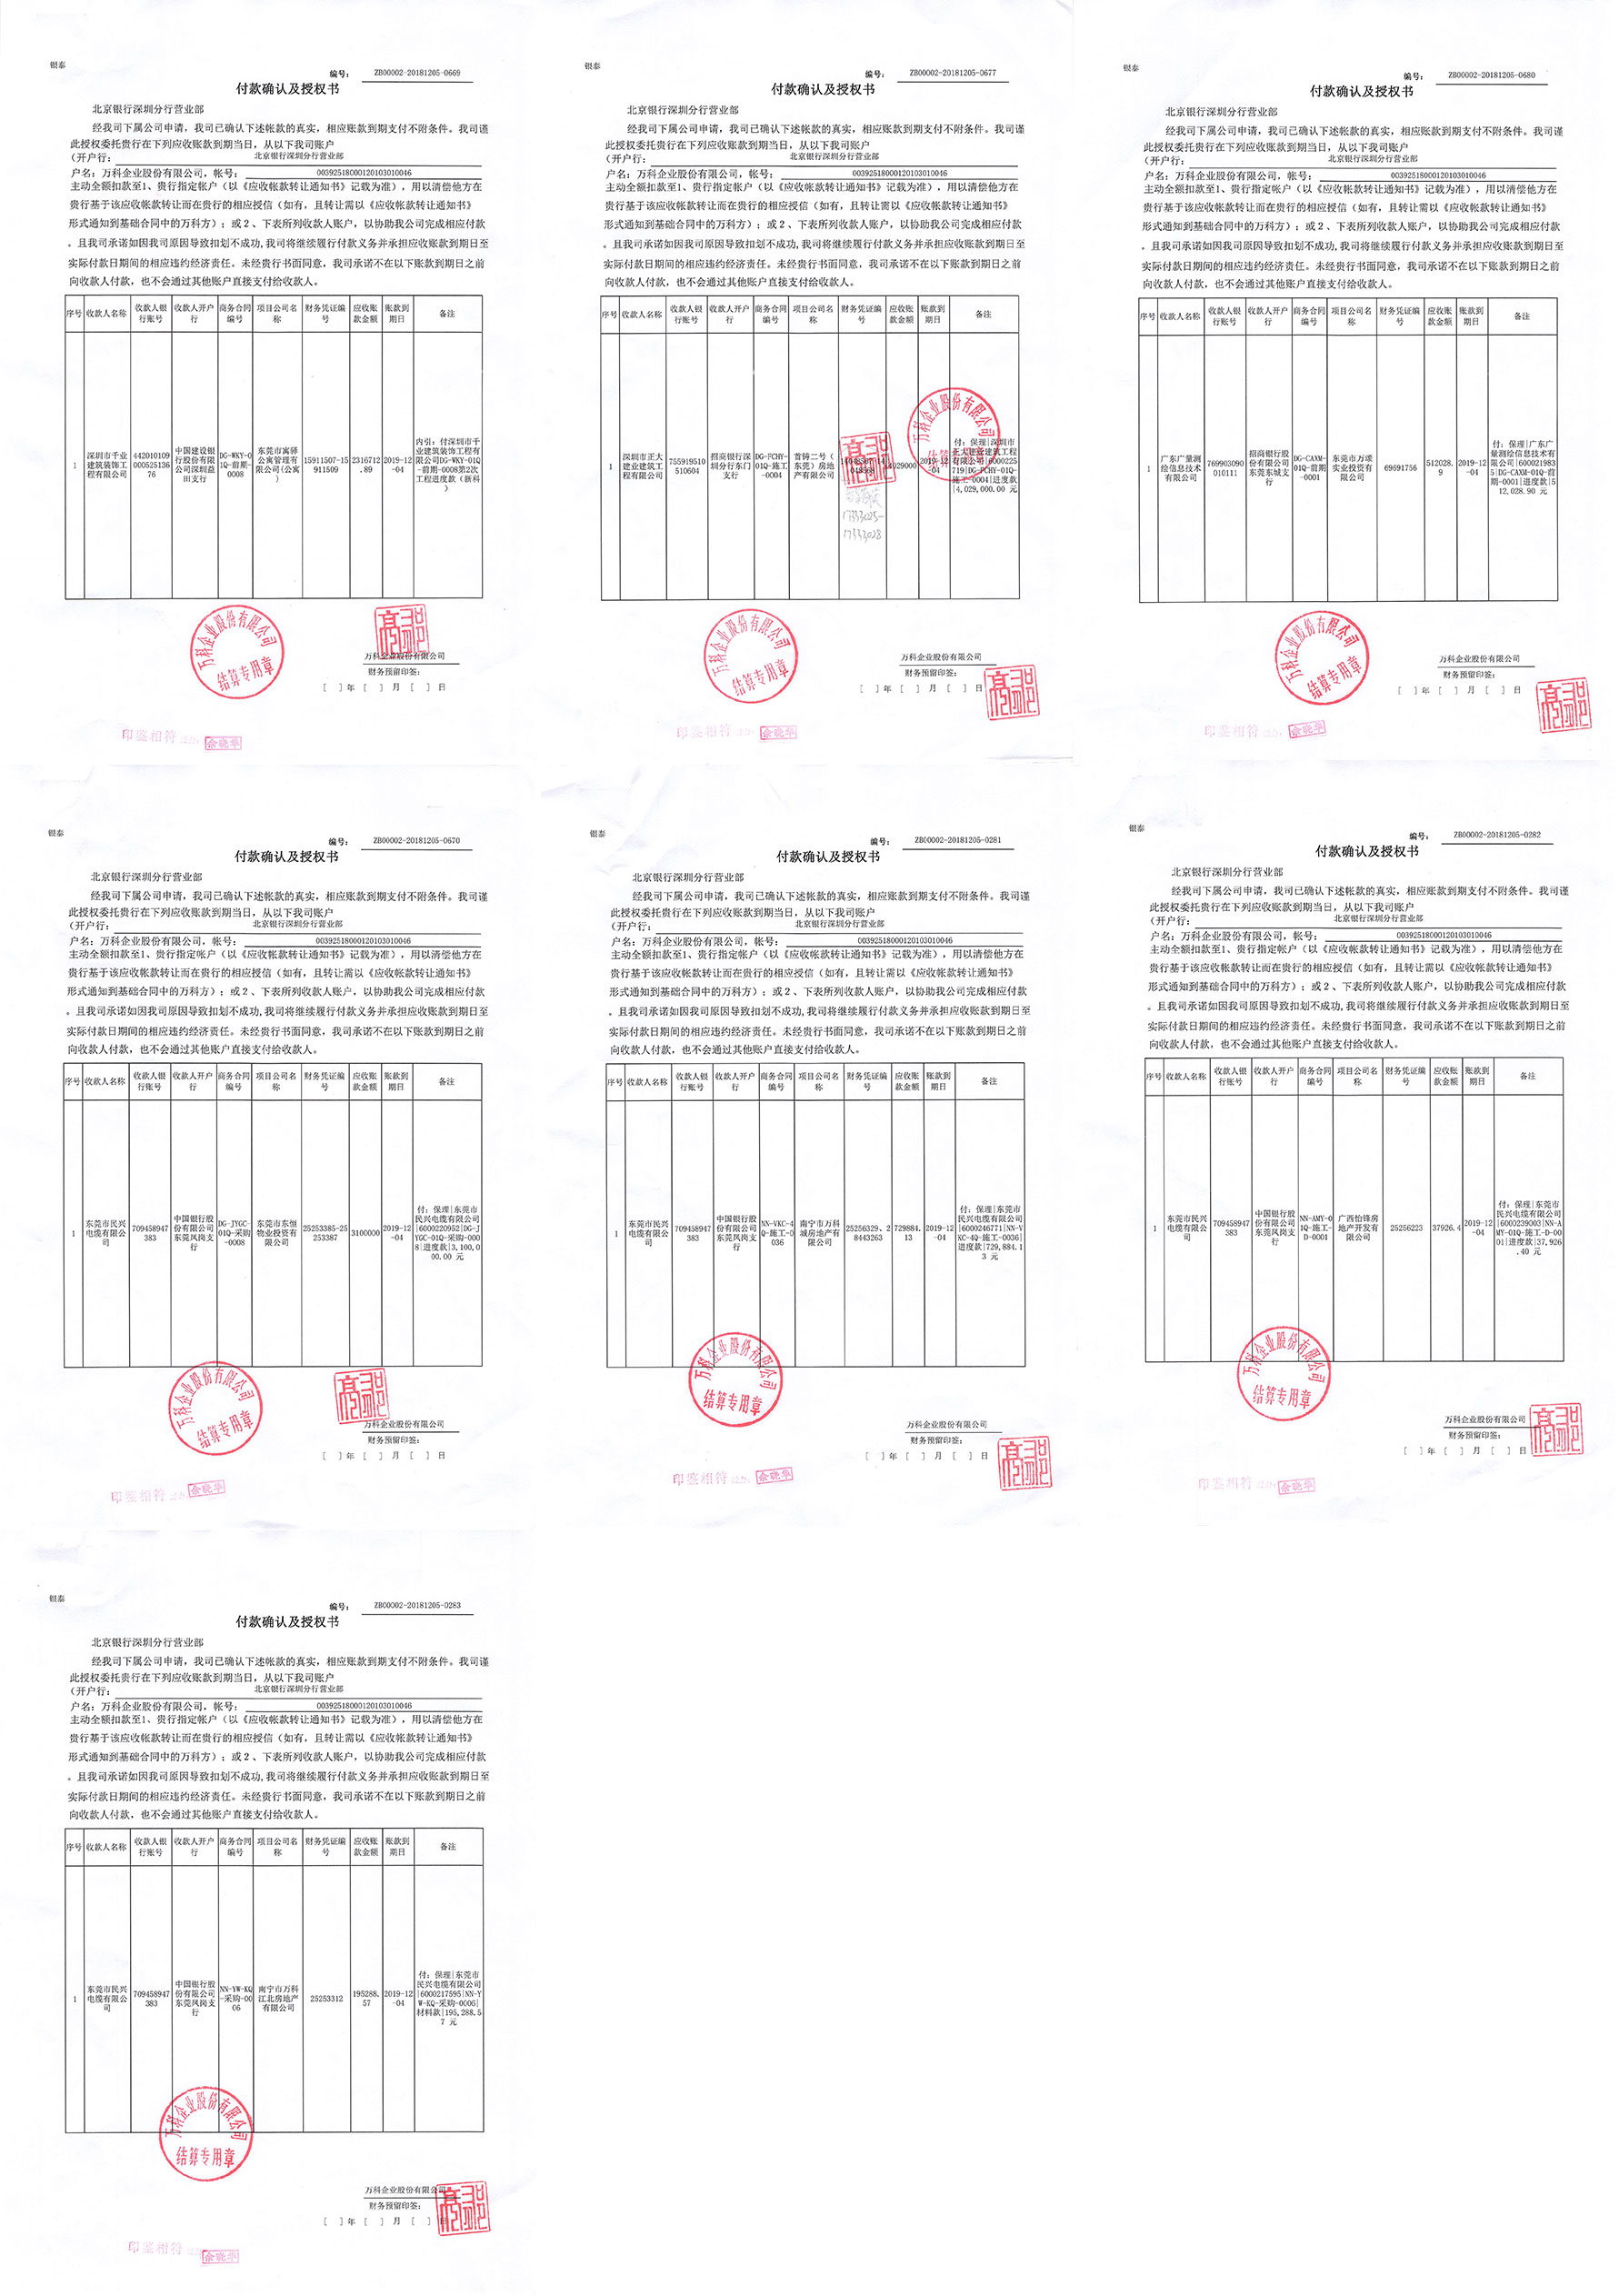 银泰
编号： ZB00002-20181205-0669
付款确认及授权书
北京银行深圳分行营业部
经我司下属公司申请，我司已确认下述帐款的真实，相应账款到期支付不附条件。我司谨
此授权委托贵行在下列应收账款到期当日，从以下我司账户
（开户行： 北京银行深圳分行营业部
户名：万科企业股份有限公司，帐号： 00392518000120103010046
主动全额扣款至1、贵行指定帐户（以《应收帐款转让通知书》记载为准），用以清偿他方在
贵行基于该应收帐款转让而在贵行的相应授信（如有，且转让需以《应收帐款转让通知书》
形式通知到基础合同中的万科方）；或２、下表所列收款人账户，以协助我公司完成相应付款
。且我司承诺如因我司原因导致扣划不成功,我司将继续履行付款义务并承担应收账款到期日至
实际付款日期间的相应违约经济责任。未经贵行书面同意，我司承诺不在以下账款到期日之前
向收款人付款，也不会通过其他账户直接支付给收款人。
序号 收款人名称 收款人银行账号 收款人开户行 商务合同编号 项目公司名称 财务凭证编号 应收账款金额 账款到期日 备注
1 深圳市千业建筑装饰工程有限公司 44201010900052513676 中国建设银行股份有限公司深圳盐田支行 DG-WKY-01Q-前期-0008 东莞市寓驿公寓管理有限公司(公寓) 15911507-15911509 2316712.89 2019-12-04 内引：付深圳市千业建筑装饰工程有限公司DG-WKY-01Q-前期-0008第2次工程进度款（新科）
万科企业股份有限公司
结算专用章
万科企业股份有限公司
财务预留印签：
[ ]年 [ ]月 [ ]日
印鉴相符
余晓华
银泰
编号： ZB00002-20181205-0677
付款确认及授权书
北京银行深圳分行营业部
经我司下属公司申请，我司已确认下述帐款的真实，相应账款到期支付不附条件。我司谨
此授权委托贵行在下列应收账款到期当日，从以下我司账户
（开户行： 北京银行深圳分行营业部
户名：万科企业股份有限公司，帐号： 00392518000120103010046
主动全额扣款至1、贵行指定帐户（以《应收帐款转让通知书》记载为准），用以清偿他方在
贵行基于该应收帐款转让而在贵行的相应授信（如有，且转让需以《应收帐款转让通知书》
形式通知到基础合同中的万科方）；或２、下表所列收款人账户，以协助我公司完成相应付款
。且我司承诺如因我司原因导致扣划不成功,我司将继续履行付款义务并承担应收账款到期日至
实际付款日期间的相应违约经济责任。未经贵行书面同意，我司承诺不在以下账款到期日之前
向收款人付款，也不会通过其他账户直接支付给收款人。
序号 收款人名称 收款人银行账号 收款人开户行 商务合同编号 项目公司名称 财务凭证编号 应收账款金额 账款到期日 备注
1 深圳市正大建业建筑工程有限公司 755919510510604 招商银行深圳分行东门支行 DG-FCHY-01Q-施工-0004 首铸二号（东莞）房地产有限公司 4029000 2019-12-04 付：保理|深圳市正大建业建筑工程有限公司|6000225719|DG-FCHY-01Q-施工-0004|进度款|4,029,000.00 元
17333025-
17333028
万科企业股份有限公司
结算专用章
万科企业股份有限公司
财务预留印签：
[ ]年 [ ]月 [ ]日
印鉴相符
余晓华
银泰
编号： ZB00002-20181205-0680
付款确认及授权书
北京银行深圳分行营业部
经我司下属公司申请，我司已确认下述帐款的真实，相应账款到期支付不附条件。我司谨
此授权委托贵行在下列应收账款到期当日，从以下我司账户
（开户行： 北京银行深圳分行营业部
户名：万科企业股份有限公司，帐号： 00392518000120103010046
主动全额扣款至1、贵行指定帐户（以《应收帐款转让通知书》记载为准），用以清偿他方在
贵行基于该应收帐款转让而在贵行的相应授信（如有，且转让需以《应收帐款转让通知书》
形式通知到基础合同中的万科方）；或２、下表所列收款人账户，以协助我公司完成相应付款
。且我司承诺如因我司原因导致扣划不成功,我司将继续履行付款义务并承担应收账款到期日至
实际付款日期间的相应违约经济责任。未经贵行书面同意，我司承诺不在以下账款到期日之前
向收款人付款，也不会通过其他账户直接支付给收款人。
序号 收款人名称 收款人银行账号 收款人开户行 商务合同编号 项目公司名称 财务凭证编号 应收账款金额 账款到期日 备注
1 广东广量测绘信息技术有限公司 769903090010111 招商银行股份有限公司东莞东城支行 DG-CAXM-01Q-前期-0001 东莞市万璞实业投资有限公司 69691756 512028.9 2019-12-04 付：保理|广东广量测绘信息技术有限公司|6000219835|DG-CAXM-01Q-前期-0001|进度款|512,028.90 元
万科企业股份有限公司
结算专用章
万科企业股份有限公司
财务预留印签：
[ ]年 [ ]月 [ ]日
印鉴相符
余晓华
银泰
编号： ZB00002-20181205-0670
付款确认及授权书
北京银行深圳分行营业部
经我司下属公司申请，我司已确认下述帐款的真实，相应账款到期支付不附条件。我司谨
此授权委托贵行在下列应收账款到期当日，从以下我司账户
（开户行： 北京银行深圳分行营业部
户名：万科企业股份有限公司，帐号： 00392518000120103010046
主动全额扣款至1、贵行指定帐户（以《应收帐款转让通知书》记载为准），用以清偿他方在
贵行基于该应收帐款转让而在贵行的相应授信（如有，且转让需以《应收帐款转让通知书》
形式通知到基础合同中的万科方）；或２、下表所列收款人账户，以协助我公司完成相应付款
。且我司承诺如因我司原因导致扣划不成功,我司将继续履行付款义务并承担应收账款到期日至
实际付款日期间的相应违约经济责任。未经贵行书面同意，我司承诺不在以下账款到期日之前
向收款人付款，也不会通过其他账户直接支付给收款人。
序号 收款人名称 收款人银行账号 收款人开户行 商务合同编号 项目公司名称 财务凭证编号 应收账款金额 账款到期日 备注
1 东莞市民兴电缆有限公司 709458947383 中国银行股份有限公司东莞凤岗支行 DG-JYGC-01Q-采购-0008 东莞市东恒物业投资有限公司 25253385-25253387 3100000 2019-12-04 付：保理|东莞市民兴电缆有限公司|6000220952|DG-JYGC-01Q-采购-0008|进度款|3,100,000.00 元
万科企业股份有限公司
结算专用章
万科企业股份有限公司
财务预留印签：
[ ]年 [ ]月 [ ]日
印鉴相符
余晓华
银泰
编号： ZB00002-20181205-0281
付款确认及授权书
北京银行深圳分行营业部
经我司下属公司申请，我司已确认下述帐款的真实，相应账款到期支付不附条件。我司谨
此授权委托贵行在下列应收账款到期当日，从以下我司账户
（开户行： 北京银行深圳分行营业部
户名：万科企业股份有限公司，帐号： 00392518000120103010046
主动全额扣款至1、贵行指定帐户（以《应收帐款转让通知书》记载为准），用以清偿他方在
贵行基于该应收帐款转让而在贵行的相应授信（如有，且转让需以《应收帐款转让通知书》
形式通知到基础合同中的万科方）；或２、下表所列收款人账户，以协助我公司完成相应付款
。且我司承诺如因我司原因导致扣划不成功,我司将继续履行付款义务并承担应收账款到期日至
实际付款日期间的相应违约经济责任。未经贵行书面同意，我司承诺不在以下账款到期日之前
向收款人付款，也不会通过其他账户直接支付给收款人。
序号 收款人名称 收款人银行账号 收款人开户行 商务合同编号 项目公司名称 财务凭证编号 应收账款金额 账款到期日 备注
1 东莞市民兴电缆有限公司 709458947383 中国银行股份有限公司东莞凤岗支行 NN-VKC-4Q-施工-0036 南宁市万科城房地产有限公司 25256329、28443263 729884.13 2019-12-04 付：保理|东莞市民兴电缆有限公司|6000246771|NN-VKC-4Q-施工-0036|进度款|729,884.13 元
万科企业股份有限公司
结算专用章
万科企业股份有限公司
财务预留印签：
[ ]年 [ ]月 [ ]日
印鉴相符
余晓华
银泰
编号： ZB00002-20181205-0282
付款确认及授权书
北京银行深圳分行营业部
经我司下属公司申请，我司已确认下述帐款的真实，相应账款到期支付不附条件。我司谨
此授权委托贵行在下列应收账款到期当日，从以下我司账户
（开户行： 北京银行深圳分行营业部
户名：万科企业股份有限公司，帐号： 00392518000120103010046
主动全额扣款至1、贵行指定帐户（以《应收帐款转让通知书》记载为准），用以清偿他方在
贵行基于该应收帐款转让而在贵行的相应授信（如有，且转让需以《应收帐款转让通知书》
形式通知到基础合同中的万科方）；或２、下表所列收款人账户，以协助我公司完成相应付款
。且我司承诺如因我司原因导致扣划不成功,我司将继续履行付款义务并承担应收账款到期日至
实际付款日期间的相应违约经济责任。未经贵行书面同意，我司承诺不在以下账款到期日之前
向收款人付款，也不会通过其他账户直接支付给收款人。
序号 收款人名称 收款人银行账号 收款人开户行 商务合同编号 项目公司名称 财务凭证编号 应收账款金额 账款到期日 备注
1 东莞市民兴电缆有限公司 709458947383 中国银行股份有限公司东莞凤岗支行 NN-AMY-01Q-施工-D-0001 广西怡锋房地产开发有限公司 25256223 37926.4 2019-12-04 付：保理|东莞市民兴电缆有限公司|6000239003|NN-AMY-01Q-施工-D-0001|进度款|37,926.40 元
万科企业股份有限公司
结算专用章
万科企业股份有限公司
财务预留印签：
[ ]年 [ ]月 [ ]日
印鉴相符
余晓华
银泰
编号： ZB00002-20181205-0283
付款确认及授权书
北京银行深圳分行营业部
经我司下属公司申请，我司已确认下述帐款的真实，相应账款到期支付不附条件。我司谨
此授权委托贵行在下列应收账款到期当日，从以下我司账户
（开户行： 北京银行深圳分行营业部
户名：万科企业股份有限公司，帐号： 00392518000120103010046
主动全额扣款至1、贵行指定帐户（以《应收帐款转让通知书》记载为准），用以清偿他方在
贵行基于该应收帐款转让而在贵行的相应授信（如有，且转让需以《应收帐款转让通知书》
形式通知到基础合同中的万科方）；或２、下表所列收款人账户，以协助我公司完成相应付款
。且我司承诺如因我司原因导致扣划不成功,我司将继续履行付款义务并承担应收账款到期日至
实际付款日期间的相应违约经济责任。未经贵行书面同意，我司承诺不在以下账款到期日之前
向收款人付款，也不会通过其他账户直接支付给收款人。
序号 收款人名称 收款人银行账号 收款人开户行 商务合同编号 项目公司名称 财务凭证编号 应收账款金额 账款到期日 备注
1 东莞市民兴电缆有限公司 709458947383 中国银行股份有限公司东莞凤岗支行 NN-YW-KQ-采购-0006 南宁市万科江北房地产有限公司 25253312 195288.57 2019-12-04 付：保理|东莞市民兴电缆有限公司|6000217595|NN-YW-KQ-采购-0006|材料款|195,288.57 元
万科企业股份有限公司
结算专用章
万科企业股份有限公司
财务预留印签：
[ ]年 [ ]月 [ ]日
印鉴相符
余晓华